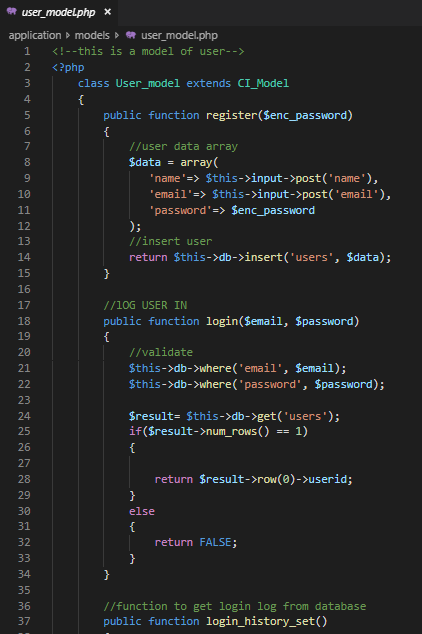 user_model.php ×
application > models > user_model.php
1 <!--this is a model of user-->
2 <?php
3 class User_model extends CI_Model
4 {
5 public function register($enc_password)
6 {
7 //user data array
8 $data = array(
9 'name'=> $this->input->post('name'),
10 'email'=> $this->input->post('email'),
11 'password'=> $enc_password
12 );
13 //insert user
14 return $this->db->insert('users', $data);
15 }
16
17 //lOG USER IN
18 public function login($email, $password)
19 {
20 //validate
21 $this->db->where('email', $email);
22 $this->db->where('password', $password);
23
24 $result= $this->db->get('users');
25 if($result->num_rows() == 1)
26 {
27
28 return $result->row(0)->userid;
29 }
30 else
31 {
32 return FALSE;
33 }
34 }
35
36 //function to get login log from database
37 public function login_history_set()